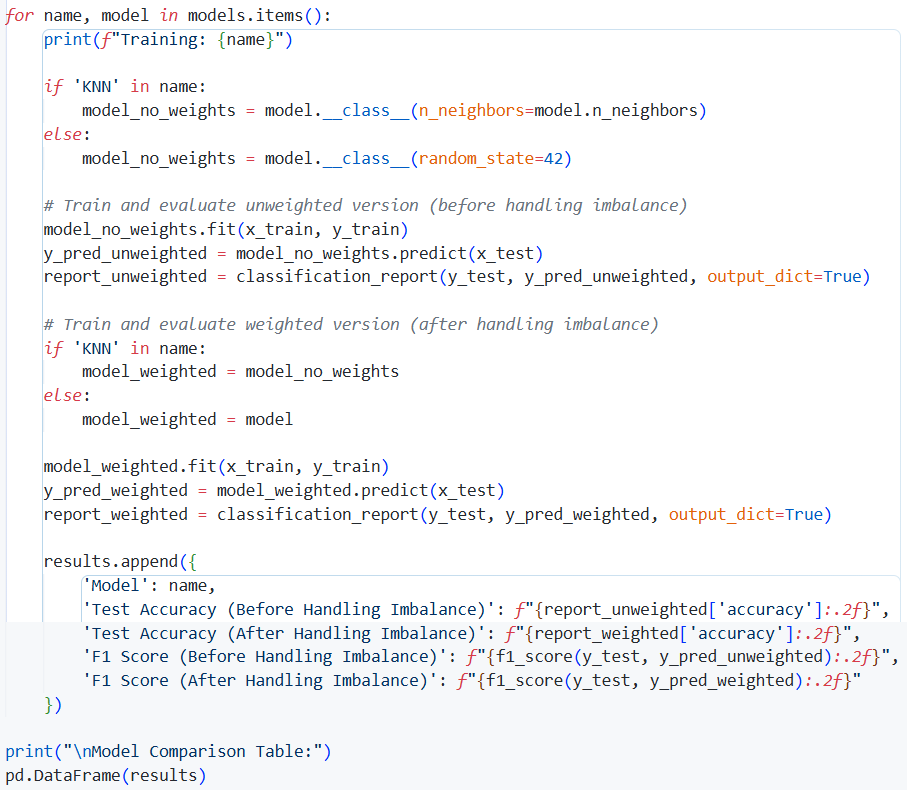 for name, model in models.items():
    print(f"Training: {name}")

    if 'KNN' in name:
        model_no_weights = model.__class__(n_neighbors=model.n_neighbors)
    else:
        model_no_weights = model.__class__(random_state=42)

    # Train and evaluate unweighted version (before handling imbalance)
    model_no_weights.fit(x_train, y_train)
    y_pred_unweighted = model_no_weights.predict(x_test)
    report_unweighted = classification_report(y_test, y_pred_unweighted, output_dict=True)

    # Train and evaluate weighted version (after handling imbalance)
    if 'KNN' in name:
        model_weighted = model_no_weights
    else:
        model_weighted = model

    model_weighted.fit(x_train, y_train)
    y_pred_weighted = model_weighted.predict(x_test)
    report_weighted = classification_report(y_test, y_pred_weighted, output_dict=True)

    results.append({
        'Model': name,
        'Test Accuracy (Before Handling Imbalance)': f"{report_unweighted['accuracy']:.2f}",
        'Test Accuracy (After Handling Imbalance)': f"{report_weighted['accuracy']:.2f}",
        'F1 Score (Before Handling Imbalance)': f"{f1_score(y_test, y_pred_unweighted):.2f}",
        'F1 Score (After Handling Imbalance)': f"{f1_score(y_test, y_pred_weighted):.2f}"
    })

print("\nModel Comparison Table:")
pd.DataFrame(results)